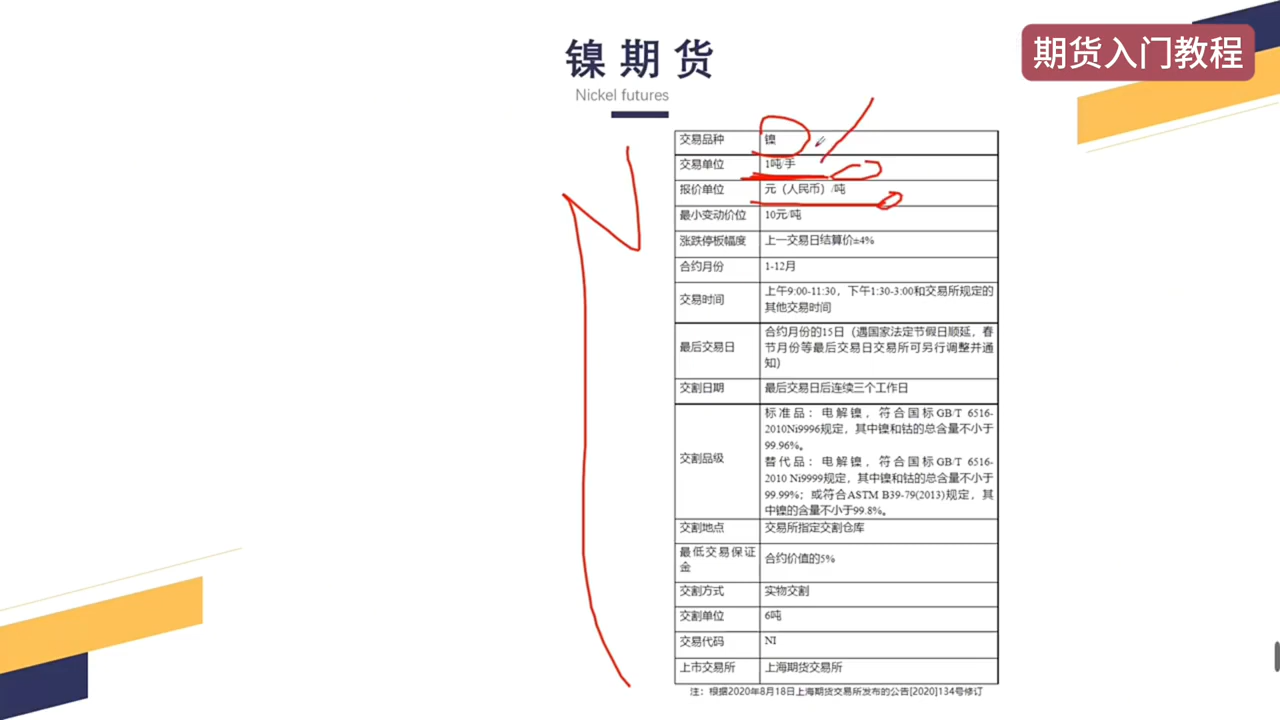 镍期货
Nickel futures
期货入门教程
交易品种 镍
交易单位 1吨/手
报价单位 元（人民币）/吨
最小变动价位 10元/吨
涨跌停板幅度 上一交易日结算价±4%
合约月份 1-12月
交易时间 上午9:00-11:30，下午1:30-3:00和交易所规定的
其他交易时间
最后交易日 合约月份的15日（遇国家法定节假日顺延，春
节月份等最后交易日交易所可另行调整并通
知）
交割日期 最后交易日后连续三个工作日
交割品级 标准品：电解镍，符合国标GB/T 6516-
2010Ni9996规定，其中镍和钴的总含量不小于
99.96%。
替代品：电解镍，符合国标GB/T 6516-
2010 Ni9999规定，其中镍和钴的总含量不小于
99.99%；或符合ASTM B39-79(2013)规定，其
中镍的含量不小于99.8%。
交割地点 交易所指定交割仓库
最低交易保证
金 合约价值的5%
交割方式 实物交割
交割单位 6吨
交易代码 NI
上市交易所 上海期货交易所
注：根据2020年8月18日上海期货交易所发布的公告[2020]134号修订